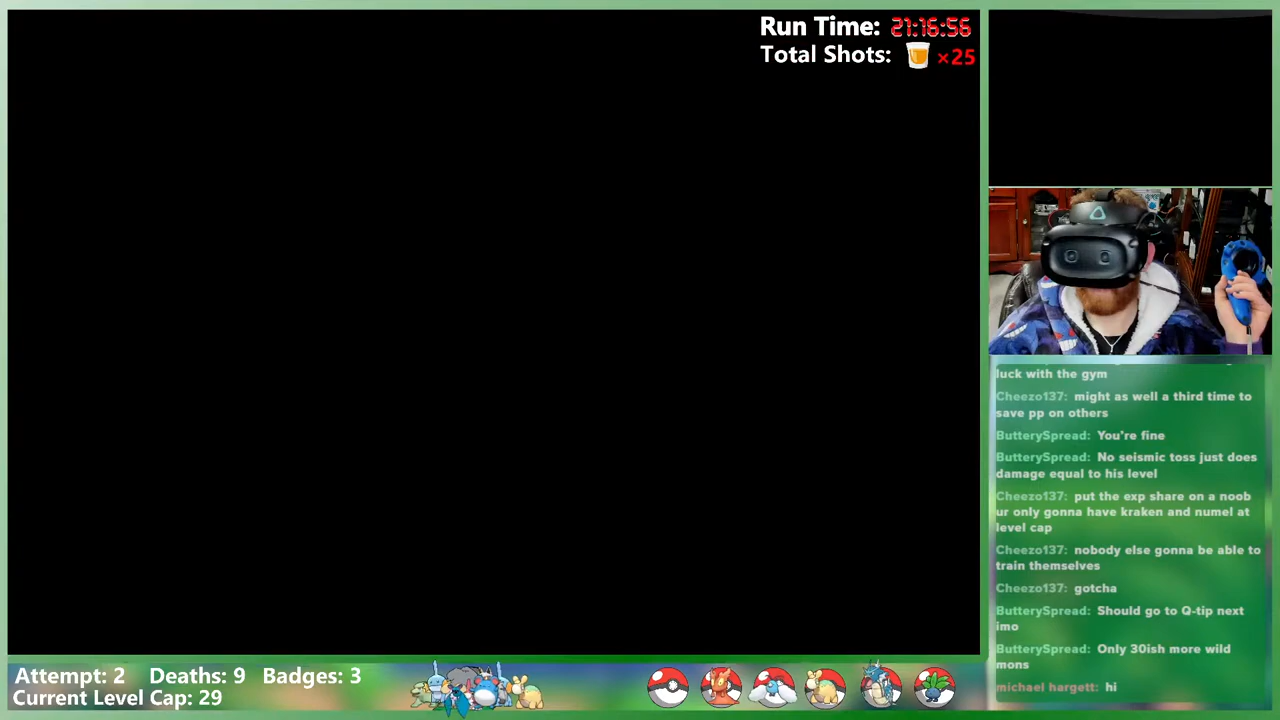 Run Time: 21:16:56
Total Shots: ×25
luck with the gym
Cheezo137: might as well a third time to
save pp on others
ButterySpread: You're fine
ButterySpread: No seismic toss just does
damage equal to his level
Cheezo137: put the exp share on a noob
ur only gonna have kraken and numel at
level cap
Cheezo137: nobody else gonna be able to
train themselves
Cheezo137: gotcha
ButterySpread: Should go to Q-tip next
imo
ButterySpread: Only 30ish more wild
mons
michael hargett: hi
Attempt: 2 Deaths: 9 Badges: 3
Current Level Cap: 29